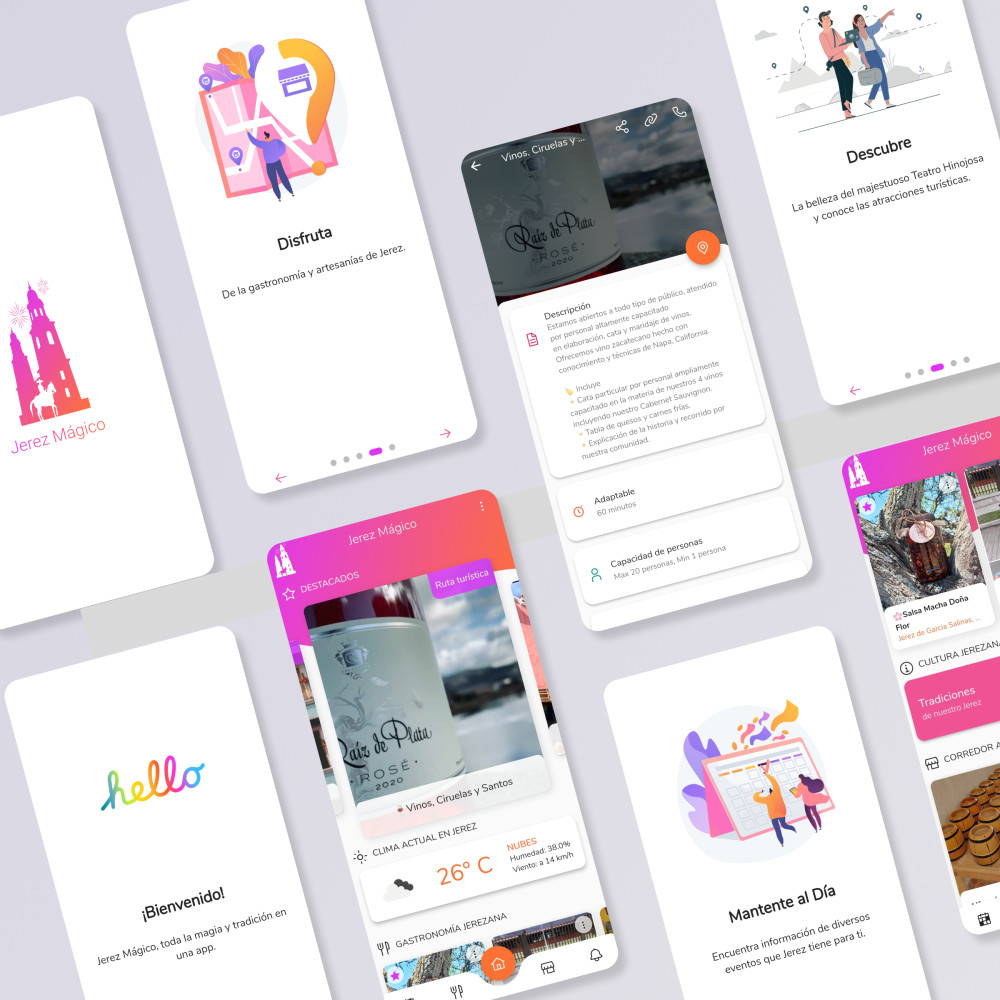 Jerez Mágico
Disfruta
De la gastronomía y artesanías de Jerez.
Vinos, Ciruelas y ...
Raíz de Plata
ROSÉ
2020
Descripción
Estamos abiertos a todo tipo de público, atendido
por personal altamente capacitado
en elaboración, cata y maridaje de vinos.
Ofrecemos vino zacatecano hecho con
conocimiento y técnicas de Napa, California.
Incluye
Cata particular por personal ampliamente
capacitado en la materia de nuestros 4 vinos
incluyendo nuestro Cabernet Sauvignon.
Tabla de quesos y carnes frías.
Explicación de la historia y recorrido por
nuestra comunidad.
Adaptable
60 minutos
Capacidad de personas
Max 20 personas, Min 1 persona
Descubre
La belleza del majestuoso Teatro Hinojosa
y conoce las atracciones turísticas.
hello
¡Bienvenido!
Jerez Mágico, toda la magia y tradición en
una app.
Jerez Mágico
DESTACADOS
Ruta turística
Raíz de Plata
ROSÉ
2020
Vinos, Ciruelas y Santos
CLIMA ACTUAL EN JEREZ
26° C
NUBES
Humedad: 38.0%
Viento: a 14 km/h
GASTRONOMÍA JEREZANA
Mantente al Día
Encuentra información de diversos
eventos que Jerez tiene para ti.
Jerez Mágico
Salsa Macha Doña
Flor
Jerez de Garcia Salinas, ...
CULTURA JEREZANA
Tradiciones
de nuestro Jerez
CORREDOR A